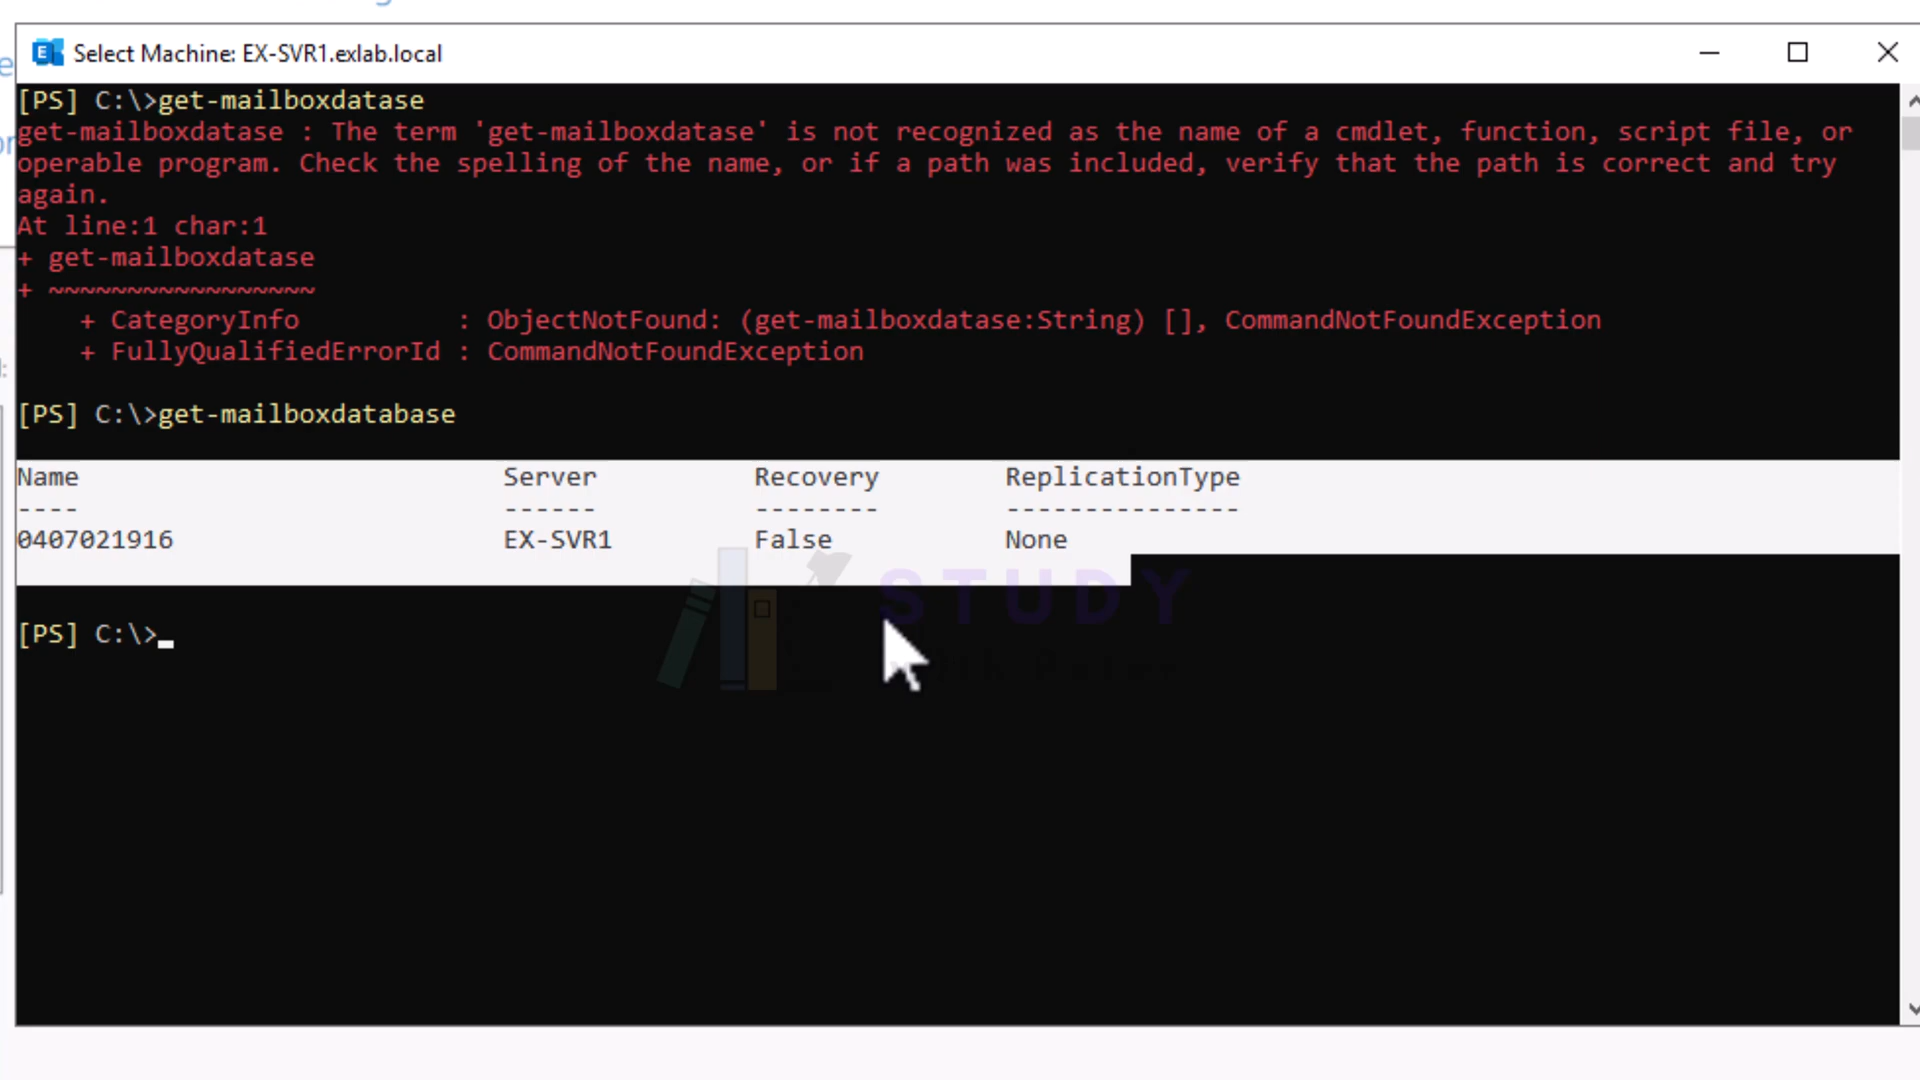 Select Machine: EX-SVR1.exlab.local
[PS] C:\>get-mailboxdatase
get-mailboxdatase : The term 'get-mailboxdatase' is not recognized as the name of a cmdlet, function, script file, or
operable program. Check the spelling of the name, or if a path was included, verify that the path is correct and try
again.
At line:1 char:1
+ get-mailboxdatase
+ ~~~~~~~~~~~~~~~~~
    + CategoryInfo          : ObjectNotFound: (get-mailboxdatase:String) [], CommandNotFoundException
    + FullyQualifiedErrorId : CommandNotFoundException
[PS] C:\>get-mailboxdatabase
Name                           Server          Recovery        ReplicationType
----                           ------          --------        ---------------
0407021916                     EX-SVR1         False           None
STUDY
[PS] C:\>